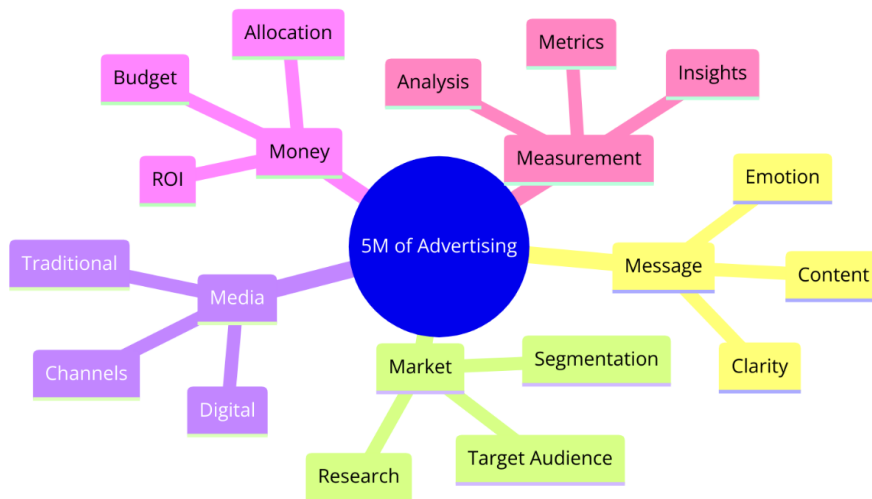 5M of Advertising
Message
Emotion
Content
Clarity
Market
Segmentation
Target Audience
Research
Media
Traditional
Channels
Digital
Money
Allocation
Budget
ROI
Measurement
Analysis
Metrics
Insights